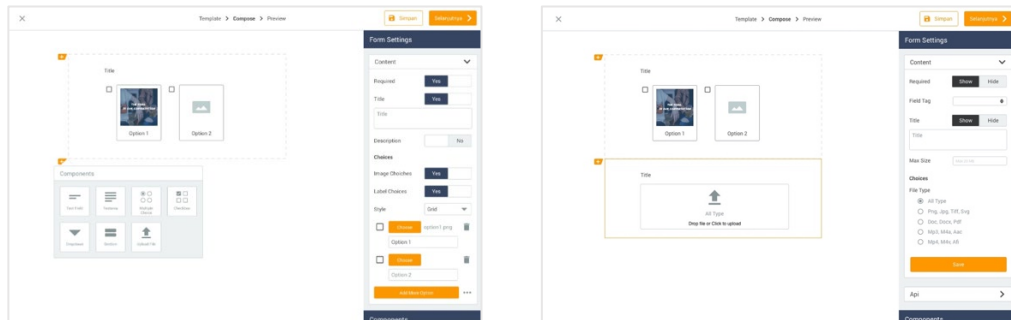 Template > Compose > Preview
Simpan
Selanjutnya
Form Settings
Content
Required Yes
Title Yes
Title
Description No
Choices
Image Choices Yes
Label Choices Yes
Style Grid
Choose option1.png
Option 1
Choose
Option 2
Add More Option
Components
Title
Option 1
Option 2
Components
Text Field
Multiple Choice
Checkbox
Dropdown
Section
Upload File
Template > Compose > Preview
Simpan
Selanjutnya
Form Settings
Content
Required Show Hide
Field Tag
Title Show Hide
Title
Max Size
Choices
File Type
All Type
Png, Jpg, Tiff, Svg
Doc, Docx, Pdf
Mp3, M4a, Aac
Save
Api
Components
Title
Option 1
Option 2
Title
All Type
Drop file or Click to upload